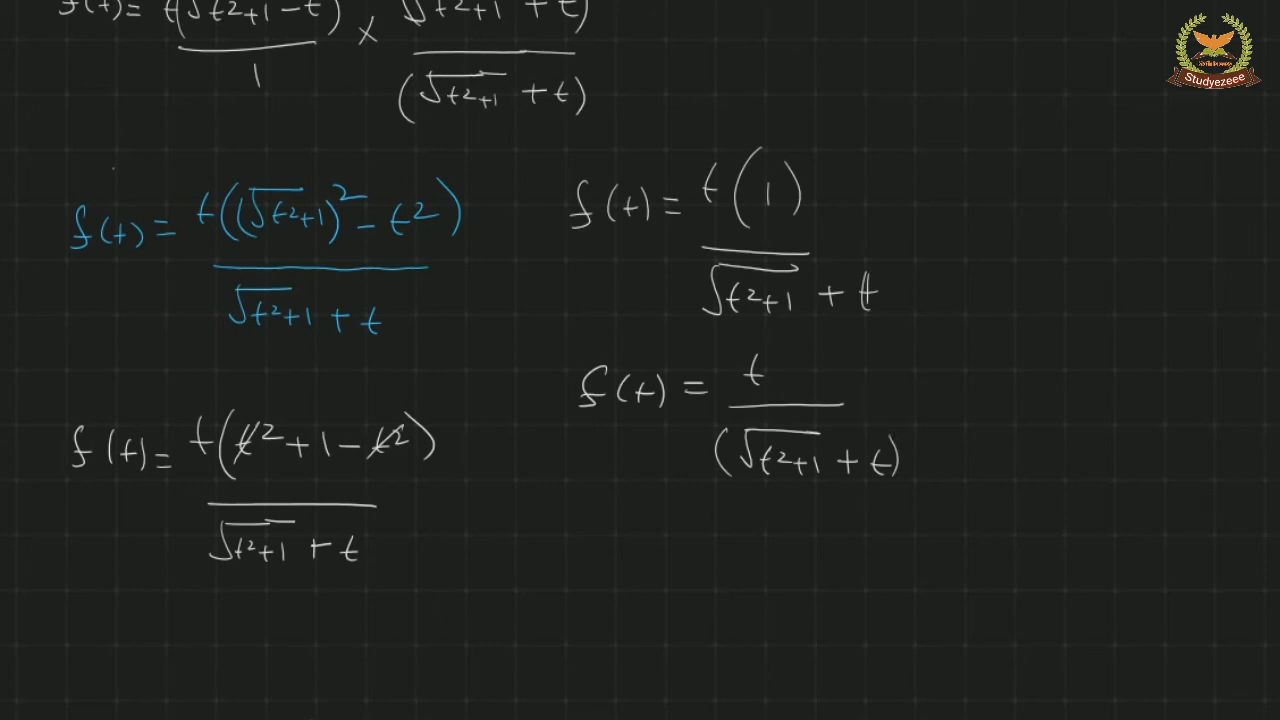 f(t) = t(√t²+1 - t) / 1 × (√t²+1 + t) / (√t²+1 + t)
f(t) = t((√t²+1)² - t²) / √t²+1 + t
f(t) = t(t²+1-t²) / √t²+1 + t
f(t) = t(1) / √t²+1 + t
f(t) = t / (√t²+1 + t)
Studyezeee